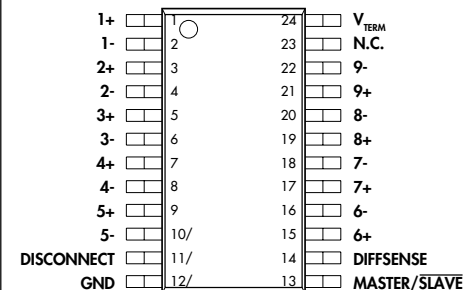 1+ 1 24 VTERM
1- 2 23 N.C.
2+ 3 22 9-
2- 4 21 9+
3+ 5 20 8-
3- 6 19 8+
4+ 7 18 7-
4- 8 17 7+
5+ 9 16 6-
5- 10/ 15 6+
DISCONNECT 11/ 14 DIFFSENSE
GND 12/ 13 MASTER/SLAVE